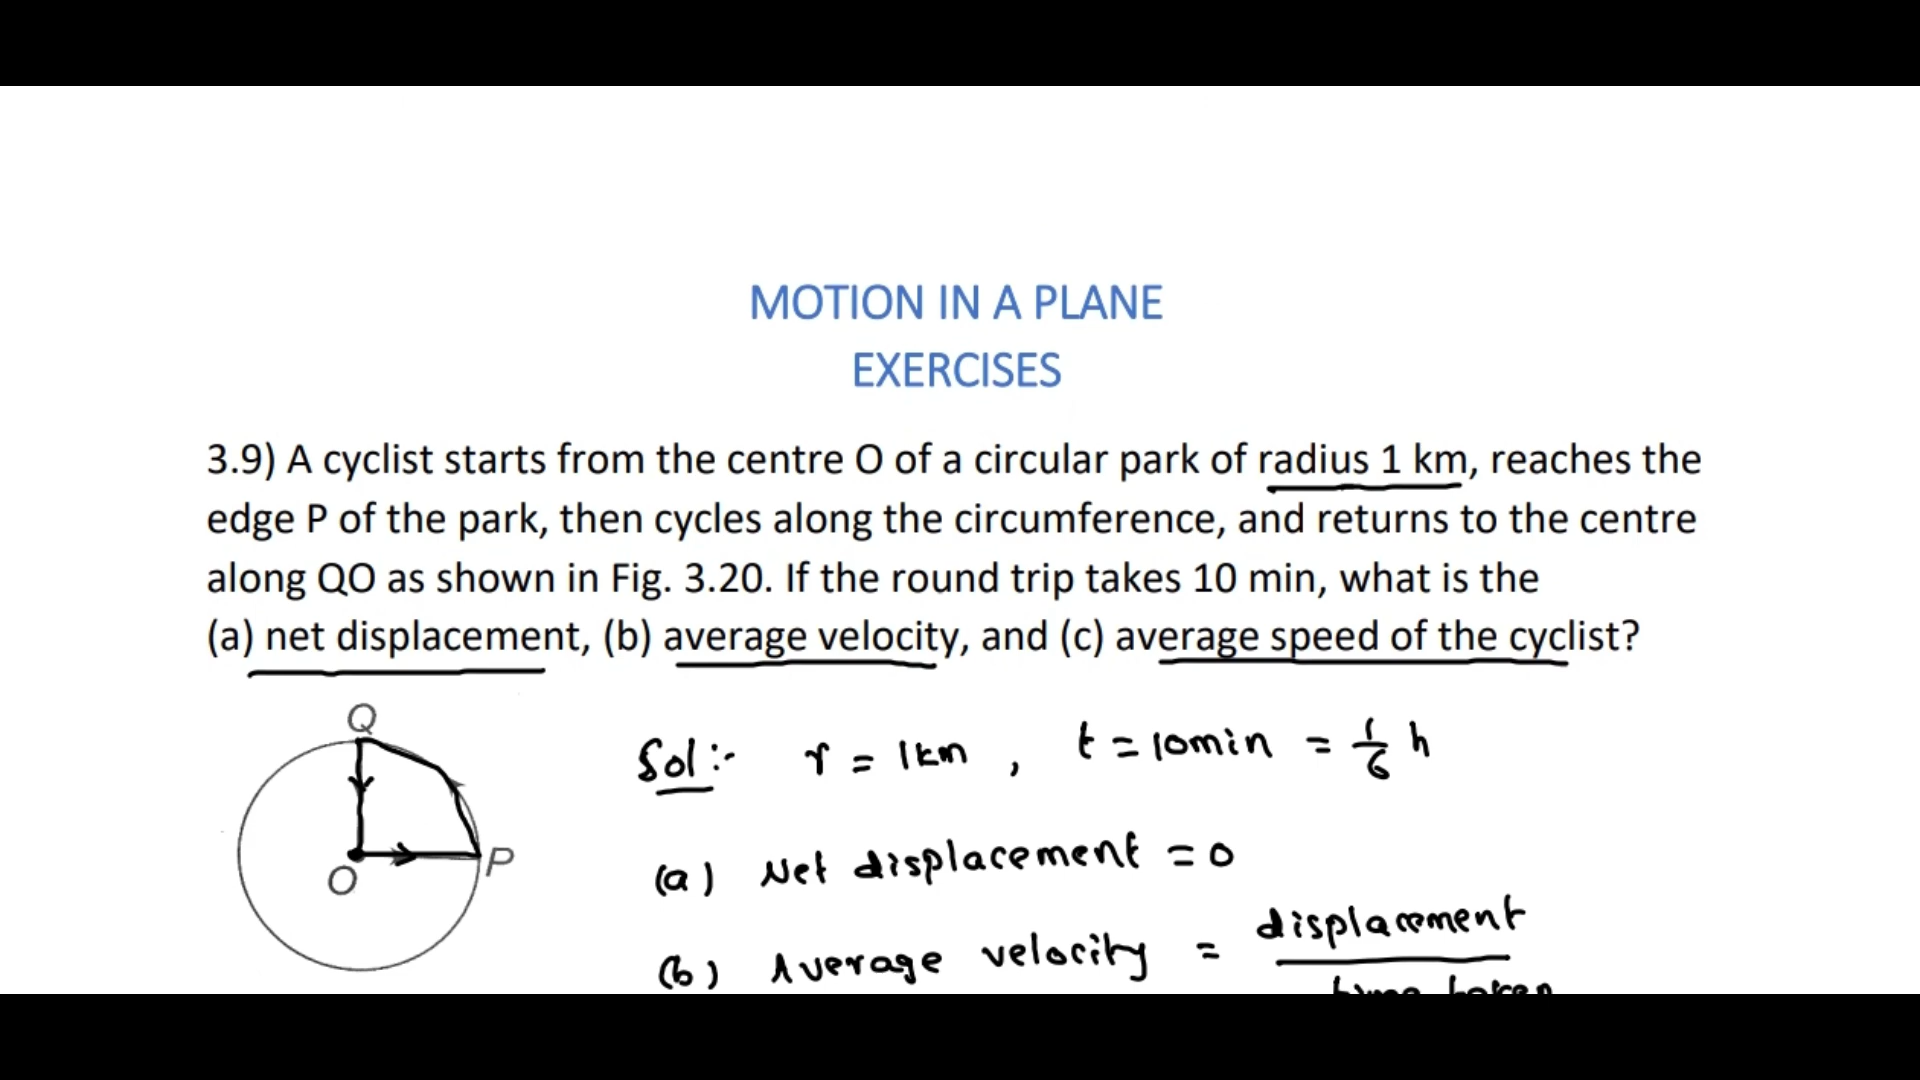 MOTION IN A PLANE
EXERCISES
3.9) A cyclist starts from the centre O of a circular park of radius 1 km, reaches the
edge P of the park, then cycles along the circumference, and returns to the centre
along QO as shown in Fig. 3.20. If the round trip takes 10 min, what is the
(a) net displacement, (b) average velocity, and (c) average speed of the cyclist?
Q
O
P
Sol:- r = 1km , t = 10min = 1/6 h
(a) Net displacement = 0
(b) Average velocity = displacement
time taken